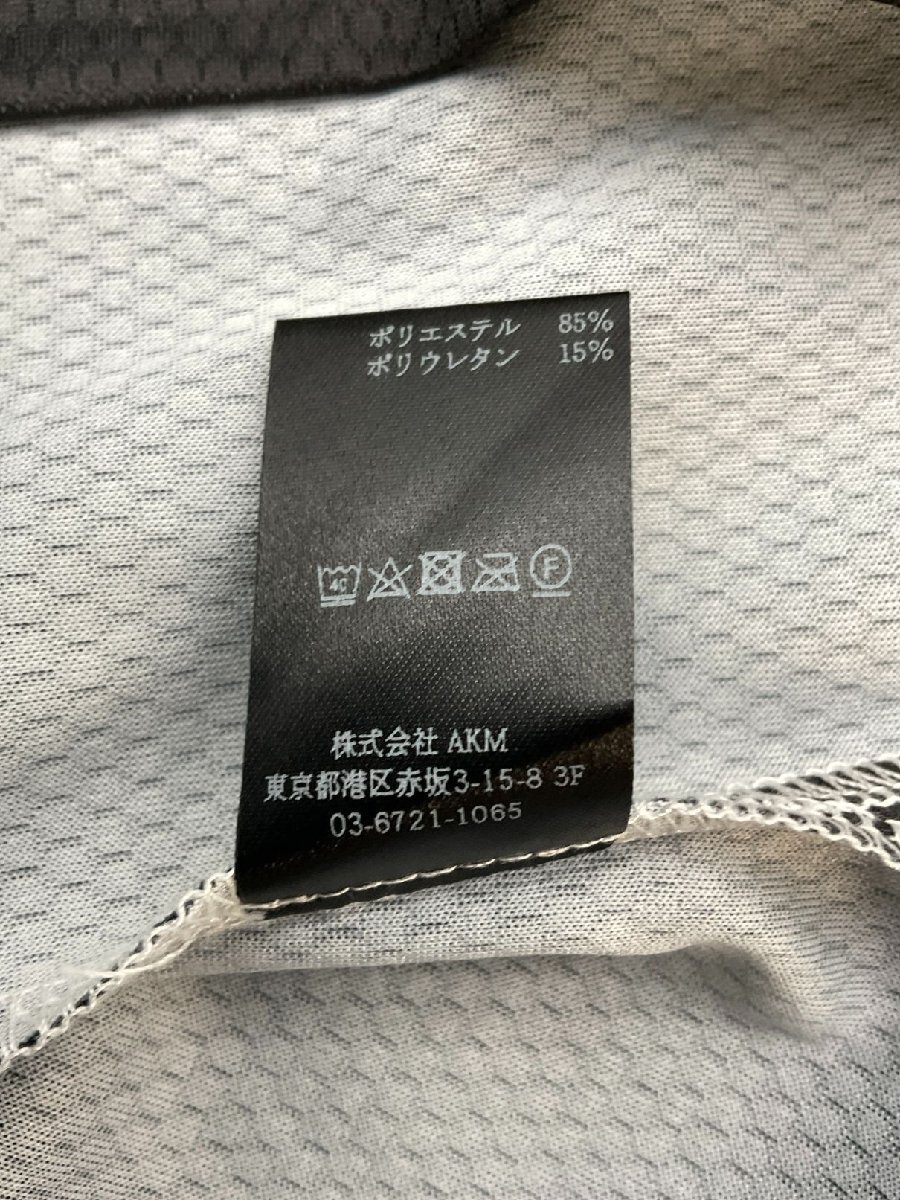 ポリエステル 85%
ポリウレタン 15%
40 F
株式会社 AKM
東京都港区赤坂3-15-8 3F
03-6721-1065